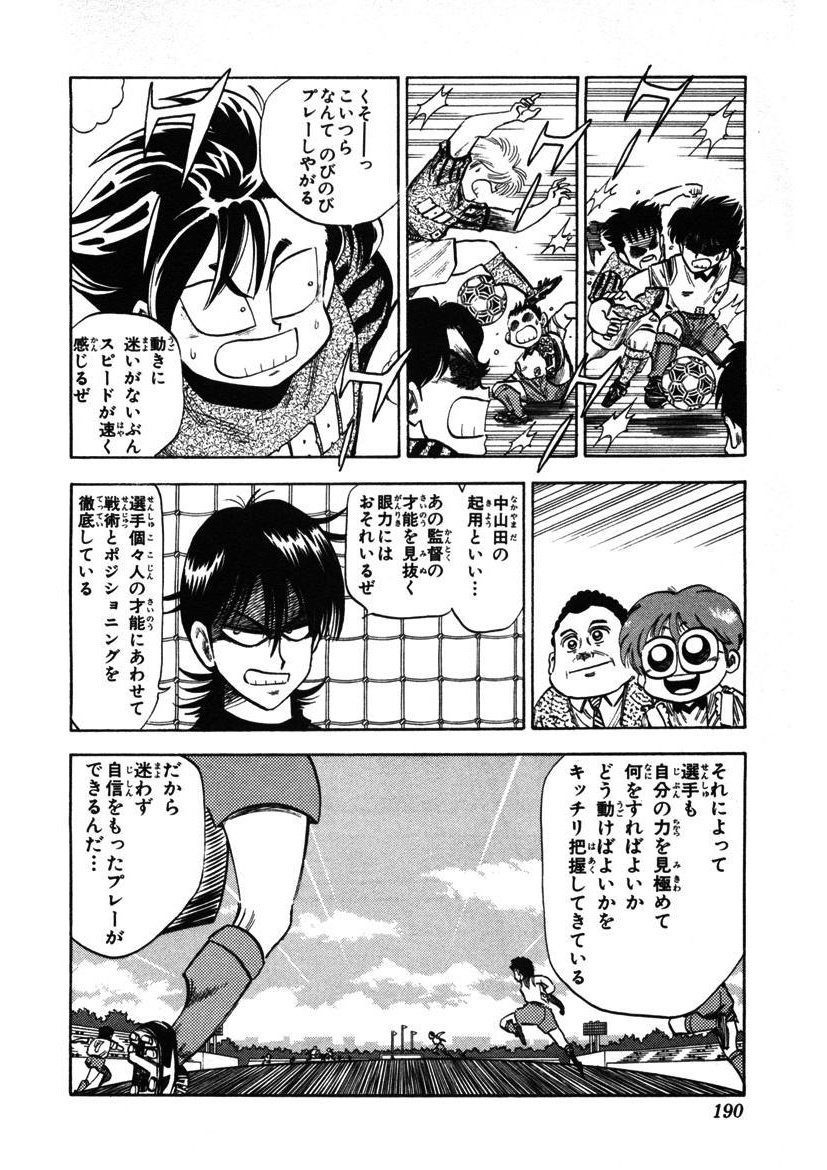 くそーーっ
こいつら
なんて のびのび
プレーしやがる
動きに
迷いがないぶん
スピードが速く
感じるぜ
中山田の
起用といい…
あの監督の
才能を見抜く
眼力には
おそれいるぜ
選手個々人の才能にあわせて
戦術とポジショニングを
徹底している
それによって
選手も
自分の力を見極めて
何をすればよいか
どう動けばよいかを
キッチリ把握してきている
だから
迷わず
自信をもったプレーが
できるんだ…
190